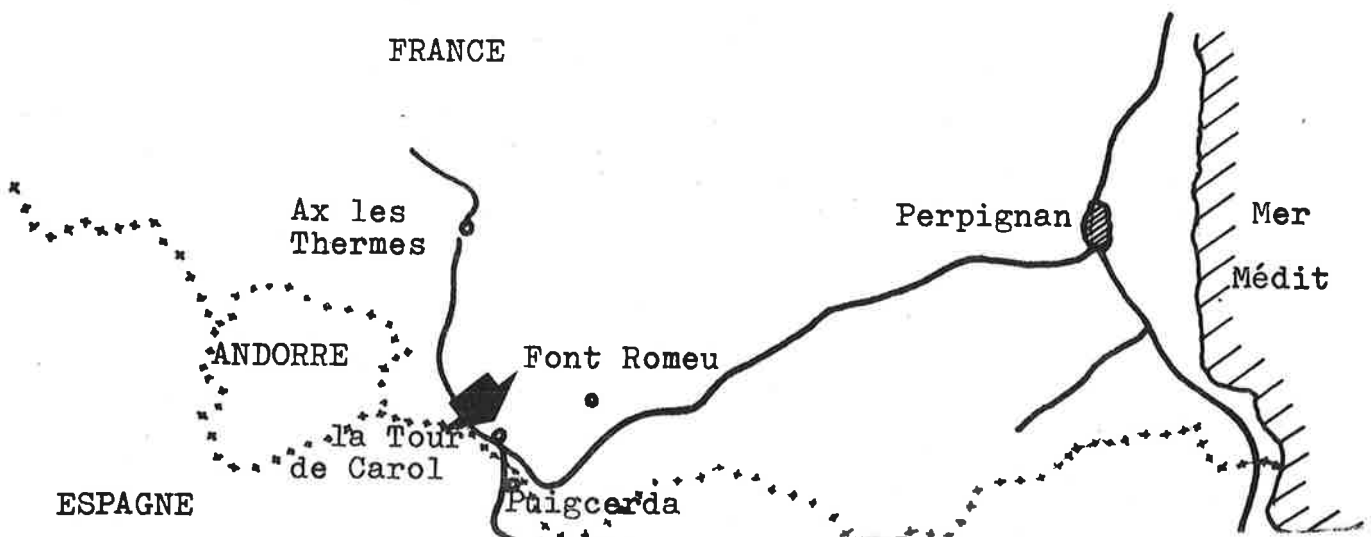 FRANCE
Ax les
Thermes
Perpignan
Mer
Médit
ANDORRE
Font Romeu
la Tour
de Carol
ESPAGNE
Puigcerda